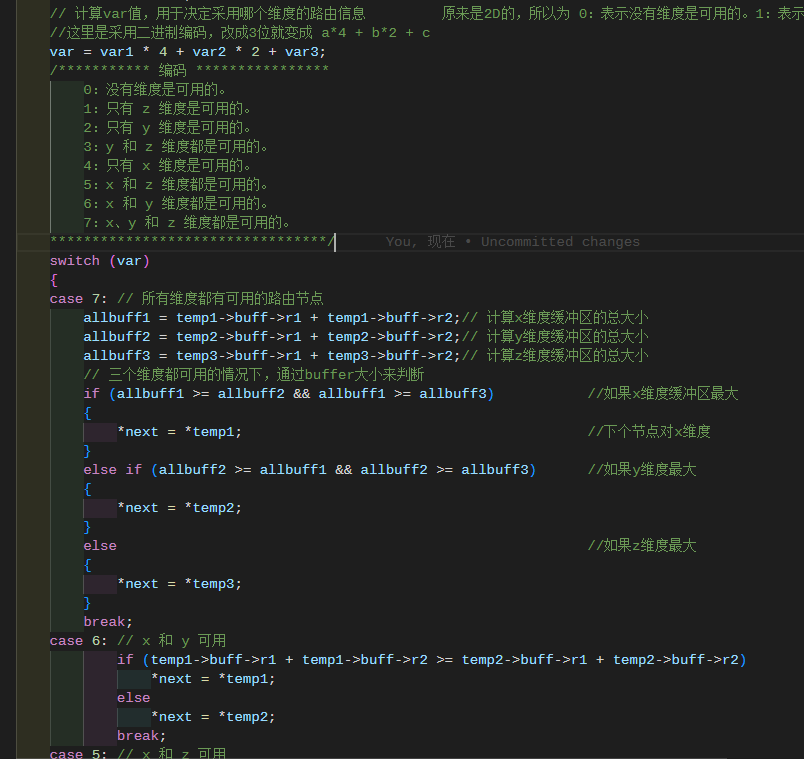 // 计算var值，用于决定采用哪个维度的路由信息 原来是2D的，所以为 0：表示没有维度是可用的。1：表示
//这里是采用二进制编码，改成3位就变成 a*4 + b*2 + c
var = var1 * 4 + var2 * 2 + var3;
/*********** 编码 ****************
0：没有维度是可用的。
1：只有 z 维度是可用的。
2：只有 y 维度是可用的。
3：y 和 z 维度都是可用的。
4：只有 x 维度是可用的。
5：x 和 z 维度都是可用的。
6：x 和 y 维度都是可用的。
7：x、y 和 z 维度都是可用的。
*********************************/ You, 现在 • Uncommitted changes
switch (var)
{
case 7: // 所有维度都有可用的路由节点
allbuff1 = temp1->buff->r1 + temp1->buff->r2;// 计算x维度缓冲区的总大小
allbuff2 = temp2->buff->r1 + temp2->buff->r2;// 计算y维度缓冲区的总大小
allbuff3 = temp3->buff->r1 + temp3->buff->r2;// 计算z维度缓冲区的总大小
// 三个维度都可用的情况下，通过buffer大小来判断
if (allbuff1 >= allbuff2 && allbuff1 >= allbuff3) //如果x维度缓冲区最大
{
*next = *temp1; //下个节点对x维度
}
else if (allbuff2 >= allbuff1 && allbuff2 >= allbuff3) //如果y维度最大
{
*next = *temp2;
}
else //如果z维度最大
{
*next = *temp3;
}
break;
case 6: // x 和 y 可用
if (temp1->buff->r1 + temp1->buff->r2 >= temp2->buff->r1 + temp2->buff->r2)
*next = *temp1;
else
*next = *temp2;
break;
case 5: // x 和 z 可用